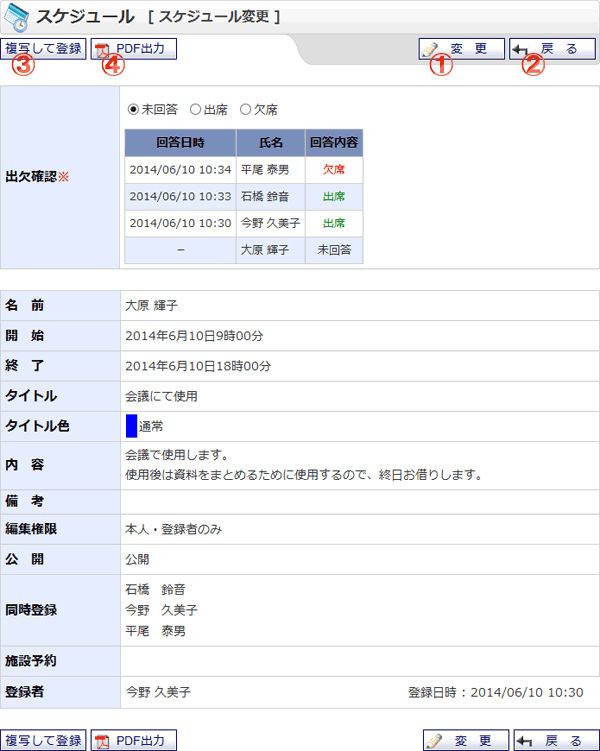 スケジュール [ スケジュール変更 ]
複写して登録 PDF出力 変 更 戻 る
③ ④ ① ②
未回答 出席 欠席
出欠確認※
回答日時 氏名 回答内容
2014/06/10 10:34 平尾 泰男 欠席
2014/06/10 10:33 石橋 鈴音 出席
2014/06/10 10:30 今野 久美子 出席
－ 大原 輝子 未回答
名 前 大原 輝子
開 始 2014年6月10日9時00分
終 了 2014年6月10日18時00分
タイトル 会議にて使用
タイトル色 通常
内 容 会議で使用します。
使用後は資料をまとめるために使用するので、終日お借りします。
備 考
編集権限 本人・登録者のみ
公 開 公開
同時登録 石橋 鈴音
今野 久美子
平尾 泰男
施設予約
登録者 今野 久美子 登録日時：2014/06/10 10:30
複写して登録 PDF出力 変 更 戻 る